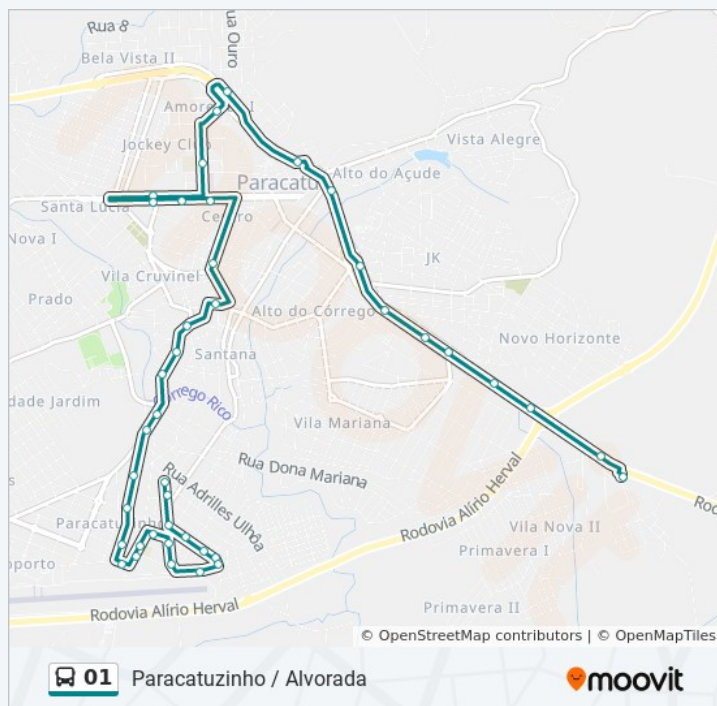 Rua 8
ua Ouro
Bela Vista II
Amore
I
Jockey Clu
Vista Alegre
Alto do Açude
Paracatu
Santa Lúcia
Centro
Nova I
JK
Vila Cruvinel
Prado
Alto do Córrego
Novo Horizonte
Santana
dade Jardim
rrego Rico
Vila Mariana
Rua Dona Mariana
Rua Adrilles Ulhôa
Rodovia Alírio Herval
Roc
Paracatuzinho
Vila Nova II
oporto
Primavera I
Rodovia Alírio Herval
Primavera II
© OpenStreetMap contributors | © OpenMapTiles
01 Paracatuzinho / Alvorada
moovit